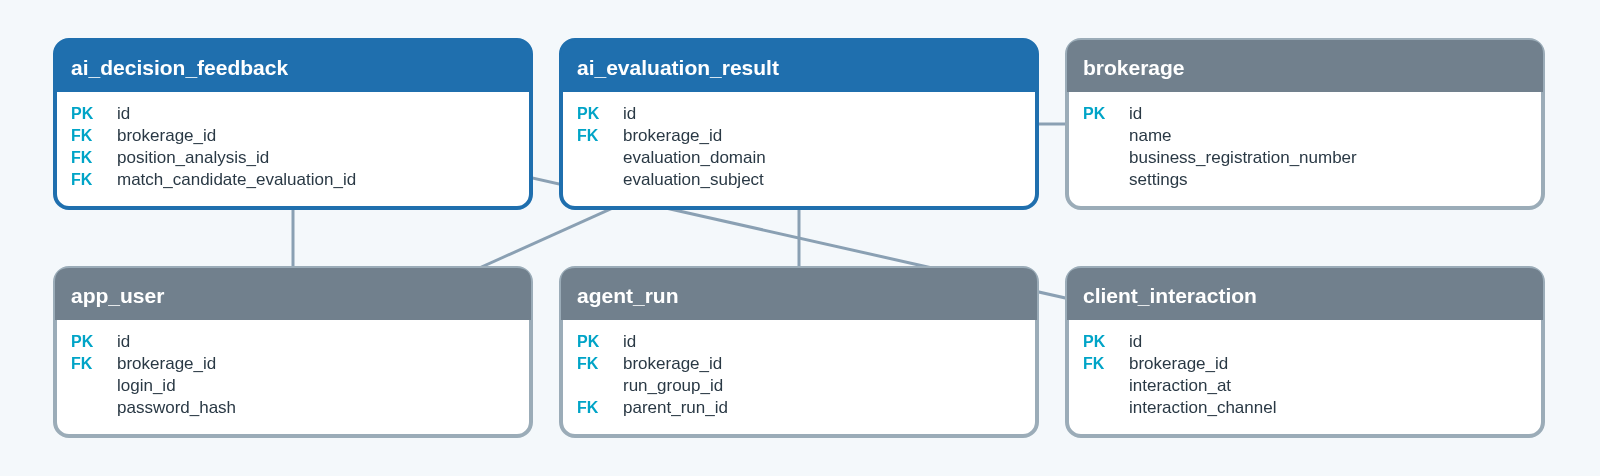 ai_decision_feedback
PK id
FK brokerage_id
FK position_analysis_id
FK match_candidate_evaluation_id
ai_evaluation_result
PK id
FK brokerage_id
evaluation_domain
evaluation_subject
brokerage
PK id
name
business_registration_number
settings
app_user
PK id
FK brokerage_id
login_id
password_hash
agent_run
PK id
FK brokerage_id
run_group_id
FK parent_run_id
client_interaction
PK id
FK brokerage_id
interaction_at
interaction_channel